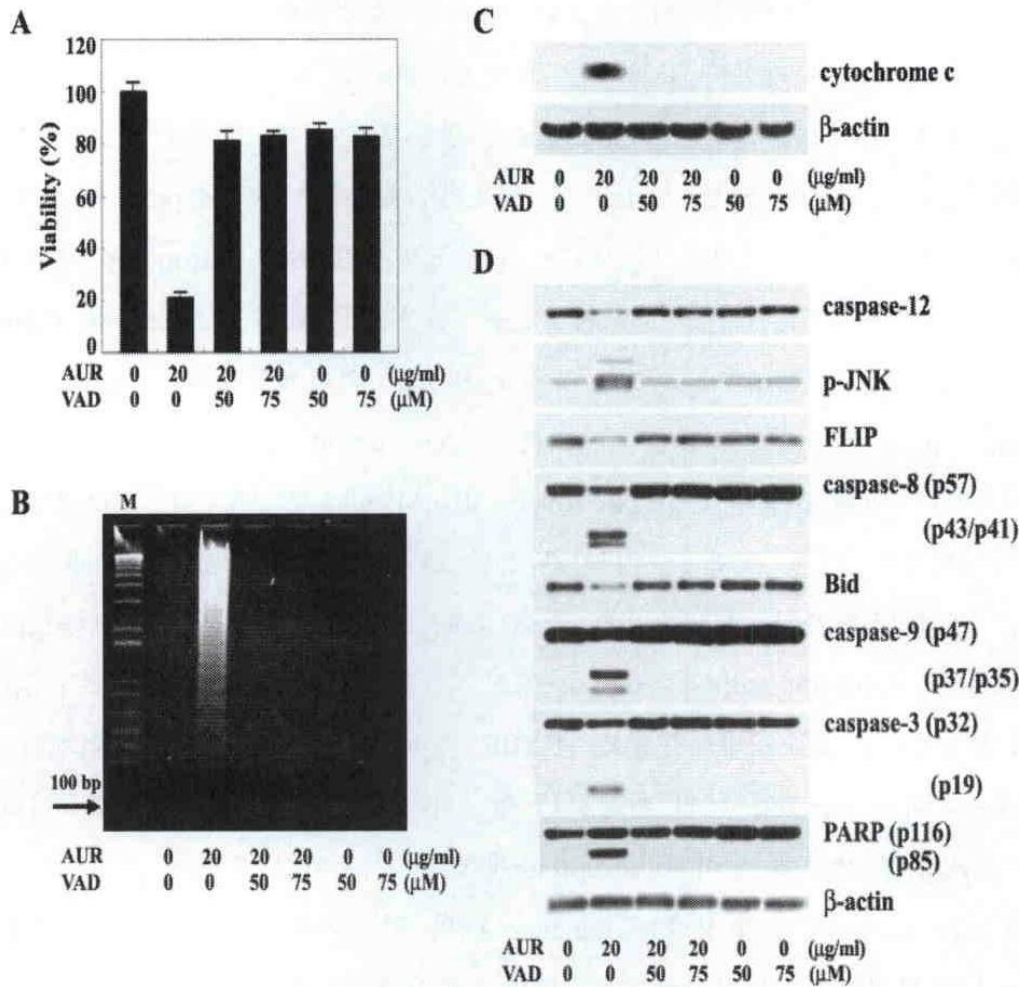 A
120
100
80
60
40
20
0
Viability (%)
AUR 0 20 20 20 0 0 (μg/ml)
VAD 0 0 50 75 50 75 (μM)
B
M
100 bp
AUR 0 20 20 20 0 0 (μg/ml)
VAD 0 0 50 75 50 75 (μM)
C
cytochrome c
β-actin
AUR 0 20 20 20 0 0 (μg/ml)
VAD 0 0 50 75 50 75 (μM)
D
caspase-12
p-JNK
FLIP
caspase-8 (p57)
(p43/p41)
Bid
caspase-9 (p47)
(p37/p35)
caspase-3 (p32)
(p19)
PARP (p116)
(p85)
β-actin
AUR 0 20 20 20 0 0 (μg/ml)
VAD 0 0 50 75 50 75 (μM)